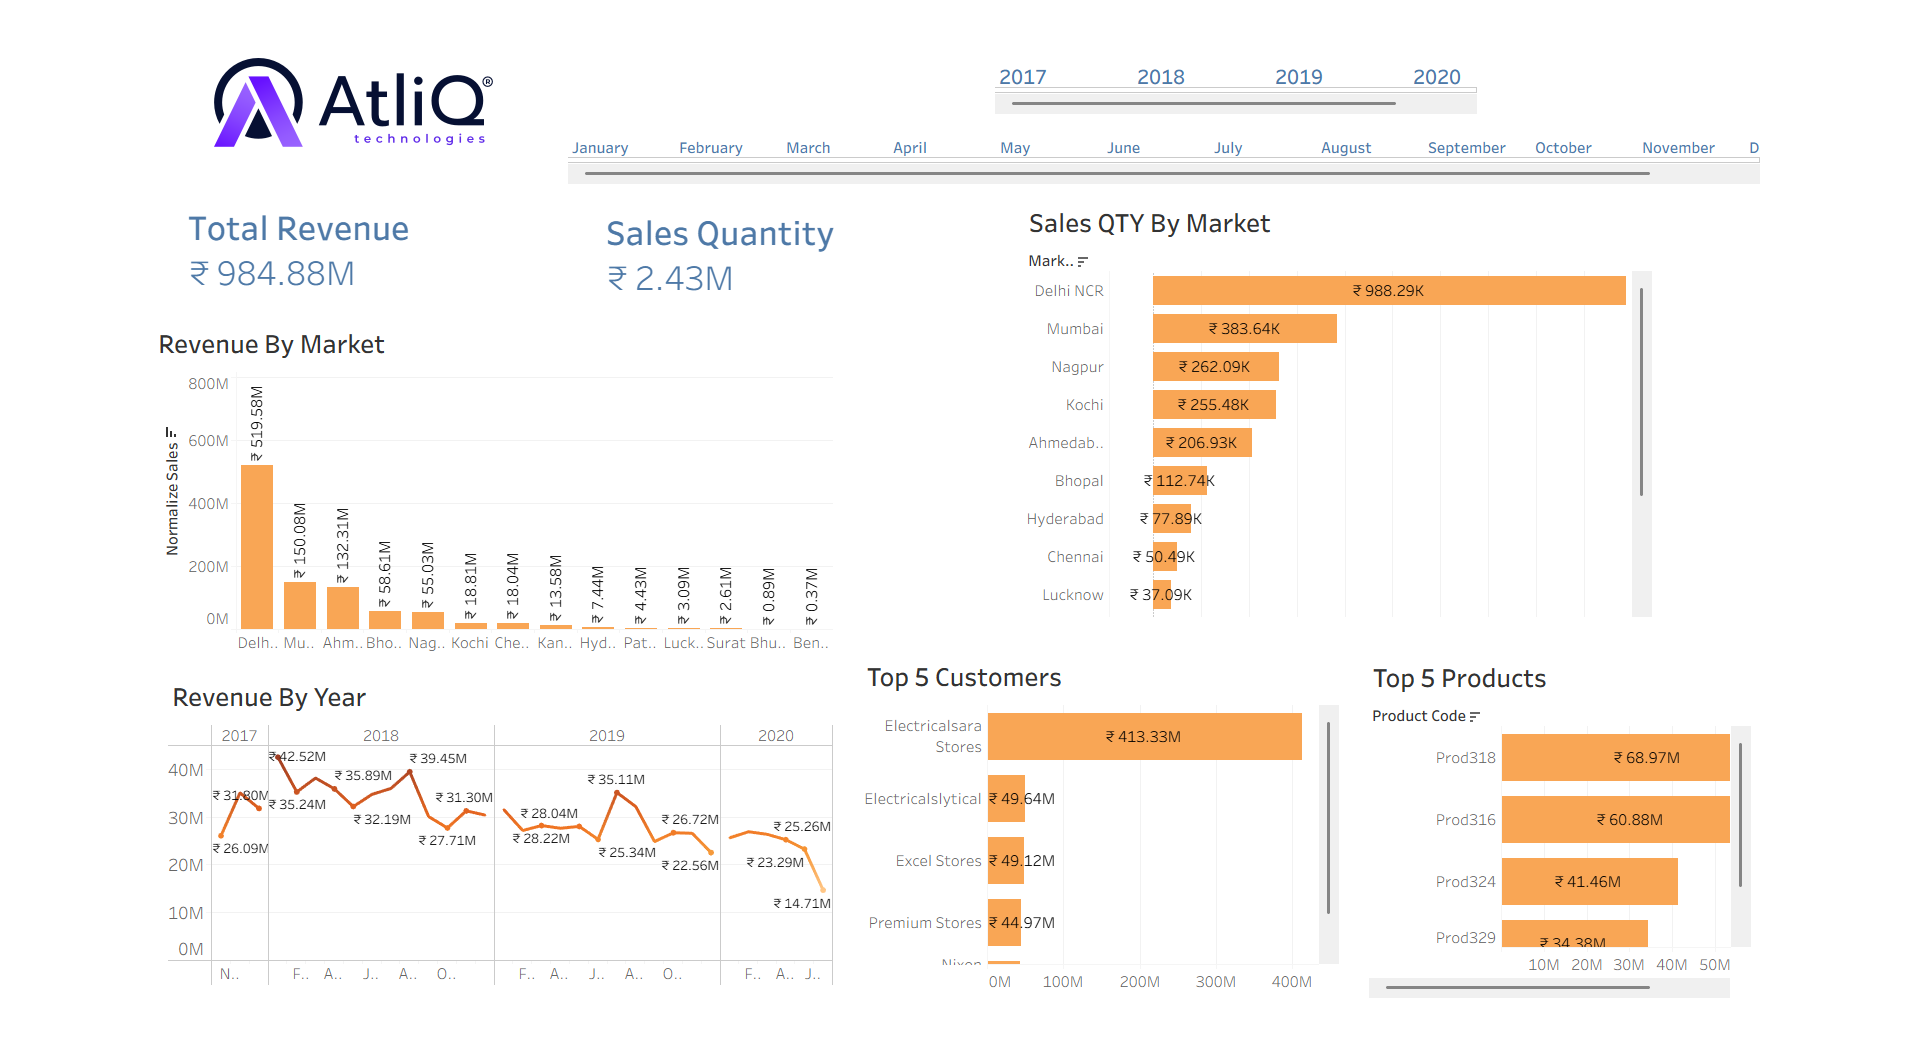 AtliQ®
technologies
2017 2018 2019 2020
January February March April May June July August September October November D
Total Revenue
₹ 984.88M
Sales Quantity
₹ 2.43M
Sales QTY By Market
Mark..
Delhi NCR ₹ 988.29K
Mumbai ₹ 383.64K
Nagpur ₹ 262.09K
Kochi ₹ 255.48K
Ahmedab.. ₹ 206.93K
Bhopal ₹ 112.74K
Hyderabad ₹ 77.89K
Chennai ₹ 50.49K
Lucknow ₹ 37.09K
Revenue By Market
Normalize Sales
800M
600M
400M
200M
0M
₹ 519.58M ₹ 150.08M ₹ 132.31M ₹ 58.61M ₹ 55.03M ₹ 18.81M ₹ 18.04M ₹ 13.58M ₹ 7.44M ₹ 4.43M ₹ 3.09M ₹ 2.61M ₹ 0.89M ₹ 0.37M
Delh.. Mu.. Ahm.. Bho.. Nag.. Kochi Che.. Kan.. Hyd.. Pat.. Luck.. Surat Bhu.. Ben..
Revenue By Year
2017 2018 2019 2020
40M
30M
20M
10M
0M
₹ 31.80M
₹ 26.09M
₹ 42.52M
₹ 35.24M
₹ 35.89M
₹ 32.19M
₹ 39.45M
₹ 27.71M
₹ 31.30M
₹ 28.04M
₹ 28.22M
₹ 35.11M
₹ 25.34M
₹ 26.72M
₹ 22.56M
₹ 25.26M
₹ 23.29M
₹ 14.71M
N.. F.. A.. J.. A.. O.. F.. A.. J.. A.. O.. F.. A.. J..
Top 5 Customers
Electricalsara
Stores ₹ 413.33M
Electricalslytical ₹ 49.64M
Excel Stores ₹ 49.12M
Premium Stores ₹ 44.97M
Nixon
0M 100M 200M 300M 400M
Top 5 Products
Product Code
Prod318 ₹ 68.97M
Prod316 ₹ 60.88M
Prod324 ₹ 41.46M
Prod329 ₹ 34.38M
10M 20M 30M 40M 50M